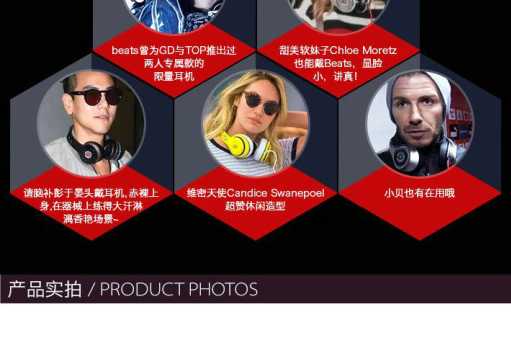 beats曾为GD与TOP推出过
两人专属款的
限量耳机
甜美软妹子Chloe Moretz
也能戴Beats，显脸
小，讲真！
请脑补彭于晏头戴耳机,赤裸上
身,在器械上练得大汗淋
漓香艳场景~
维密天使Candice Swanepoel
超赞休闲造型
小贝也有在用哦
产品实拍 / PRODUCT PHOTOS